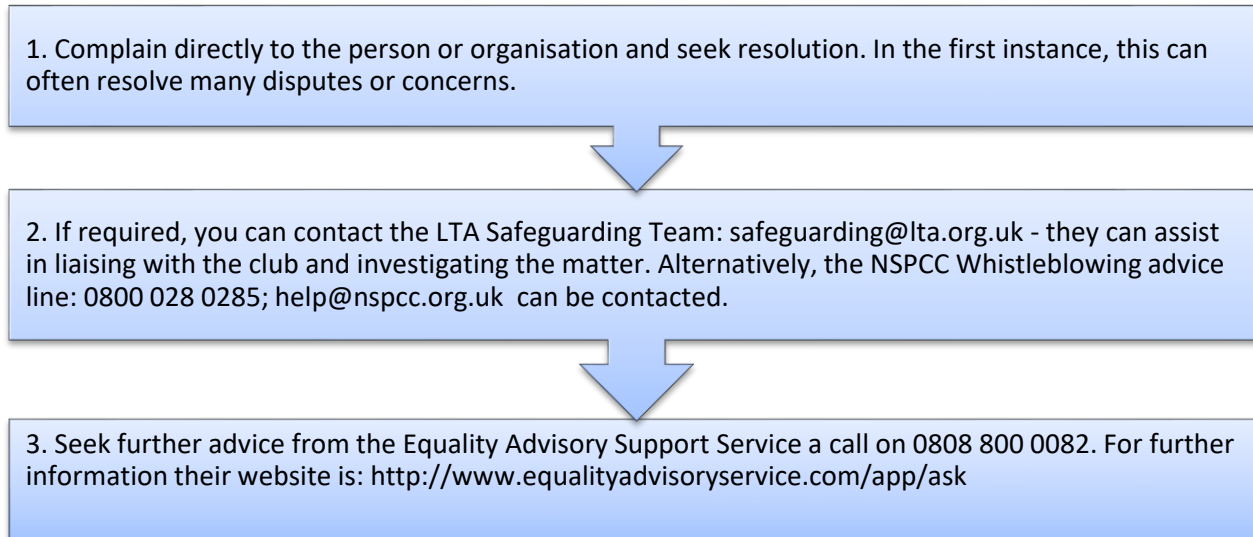 1. Complain directly to the person or organisation and seek resolution. In the first instance, this can
often resolve many disputes or concerns.
2. If required, you can contact the LTA Safeguarding Team: safeguarding@lta.org.uk - they can assist
in liaising with the club and investigating the matter. Alternatively, the NSPCC Whistleblowing advice
line: 0800 028 0285; help@nspcc.org.uk  can be contacted.
3. Seek further advice from the Equality Advisory Support Service a call on 0808 800 0082. For further
information their website is: http://www.equalityadvisoryservice.com/app/ask